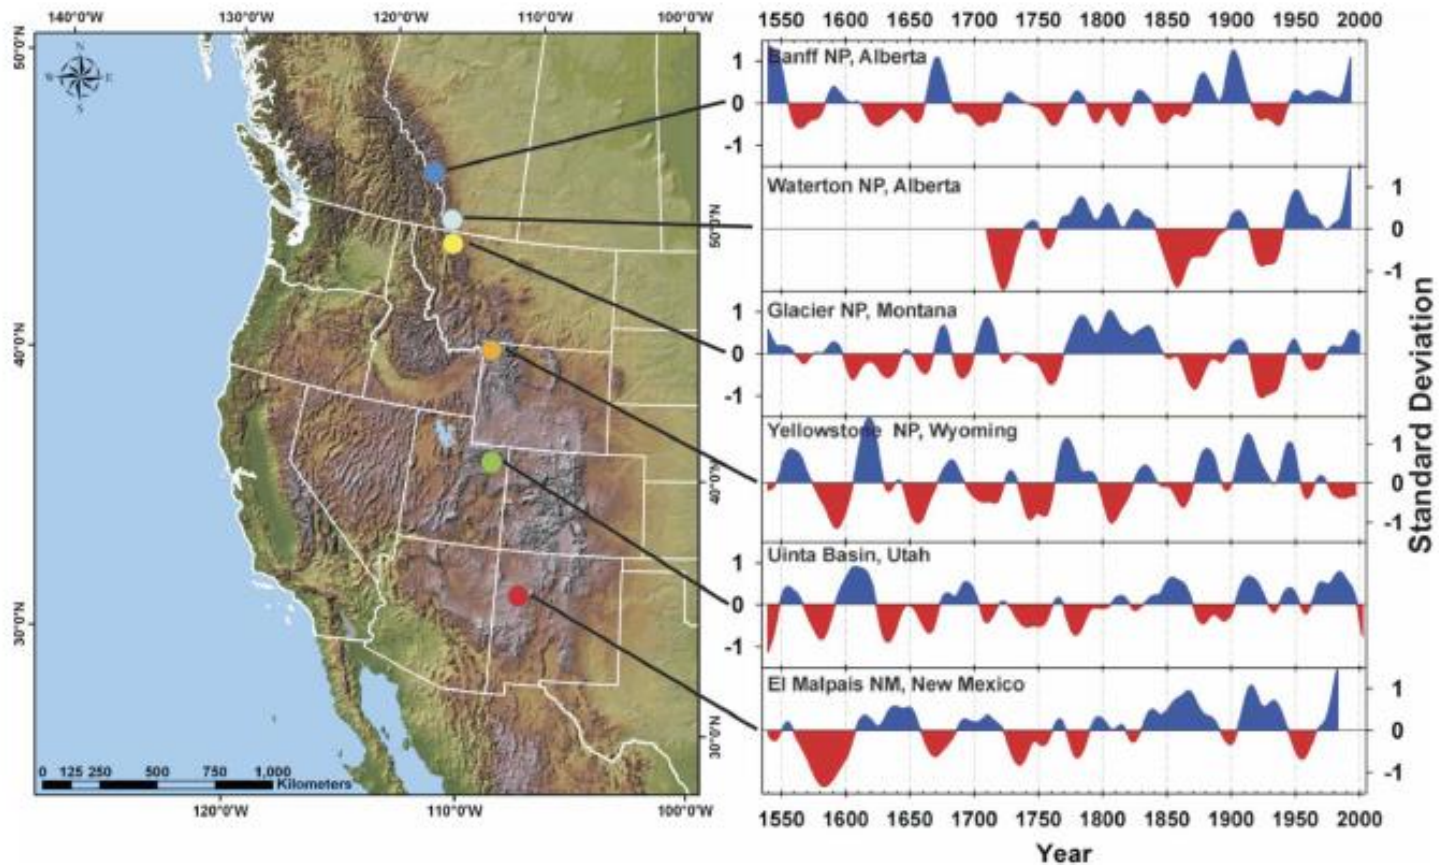 140°0'W 130°0'W 120°0'W 110°0'W 100°0'W
50°0'N
N
W E
S
40°0'N
30°0'N
50°0'N
40°0'N
30°0'N
0 125 250 500 750 1,000
Kilometers
120°0'W 110°0'W 100°0'W
1550 1600 1650 1700 1750 1800 1850 1900 1950 2000
Banff NP, Alberta
1
0
-1
Waterton NP, Alberta
1
0
-1
Glacier NP, Montana
1
0
-1
Yellowstone NP, Wyoming
1
0
-1
Uinta Basin, Utah
1
0
-1
El Malpais NM, New Mexico
1
0
-1
Standard Deviation
1550 1600 1650 1700 1750 1800 1850 1900 1950 2000
Year